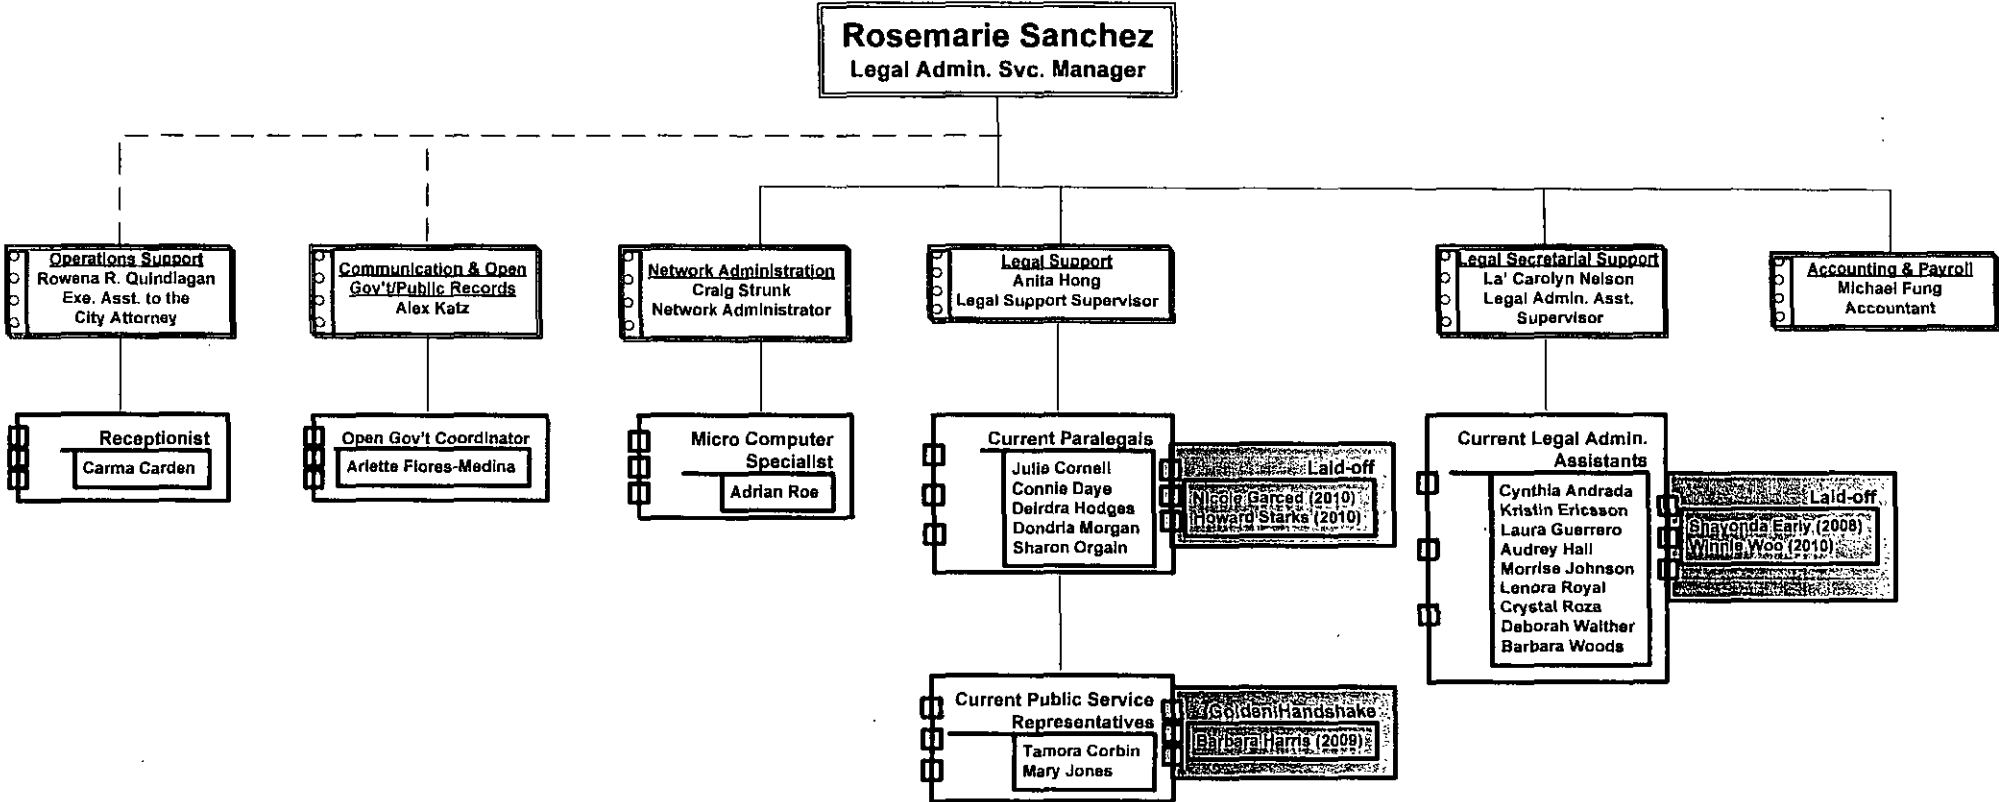 Rosemarie Sanchez
Legal Admin. Svc. Manager
Operations Support
Rowena R. Quindiagan
Exe. Asst. to the
City Attorney
Communication & Open
Gov't/Public Records
Alex Katz
Network Administration
Craig Strunk
Network Administrator
Legal Support
Anita Hong
Legal Support Supervisor
Legal Secretarial Support
La' Carolyn Nelson
Legal Admin. Asst.
Supervisor
Accounting & Payroll
Michael Fung
Accountant
Receptionist
Carma Carden
Open Gov't Coordinator
Arlette Flores-Medina
Micro Computer
Specialist
Adrian Roe
Current Paralegals
Julie Cornell
Connie Daye
Deirdra Hodges
Dondria Morgan
Sharon Orgain
Laid-off
Nicole Garced (2010)
Howard Starks (2010)
Current Legal Admin.
Assistants
Cynthia Andrada
Kristin Ericsson
Laura Guerrero
Audrey Hall
Morrise Johnson
Lenora Royal
Crystal Roza
Deborah Walther
Barbara Woods
Laid-off
Shavonda Early (2008)
Winnie Woo (2010)
Current Public Service
Representatives
Tamora Corbin
Mary Jones
Golden Handshake
Barbara Harris (2009)